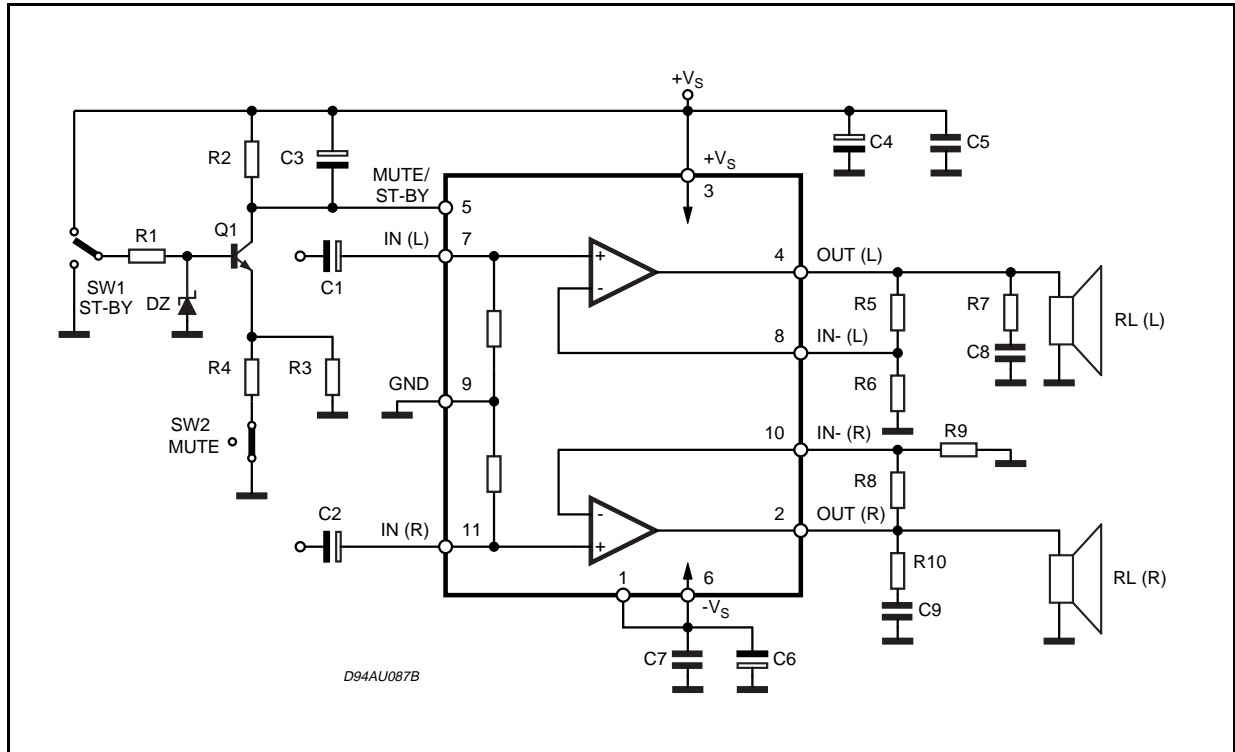 +VS
R2
C3
C4
C5
MUTE/
ST-BY
+VS
3
5
R1
Q1
IN (L)
7
4
OUT (L)
+
-
C1
SW1
ST-BY
DZ
R5
R7
RL (L)
8
IN- (L)
C8
R4
R3
R6
GND
9
SW2
MUTE
10
IN- (R)
R9
R8
C2
IN (R)
11
-
+
2
OUT (R)
R10
RL (R)
1
6
-VS
C9
C7
C6
D94AU087B